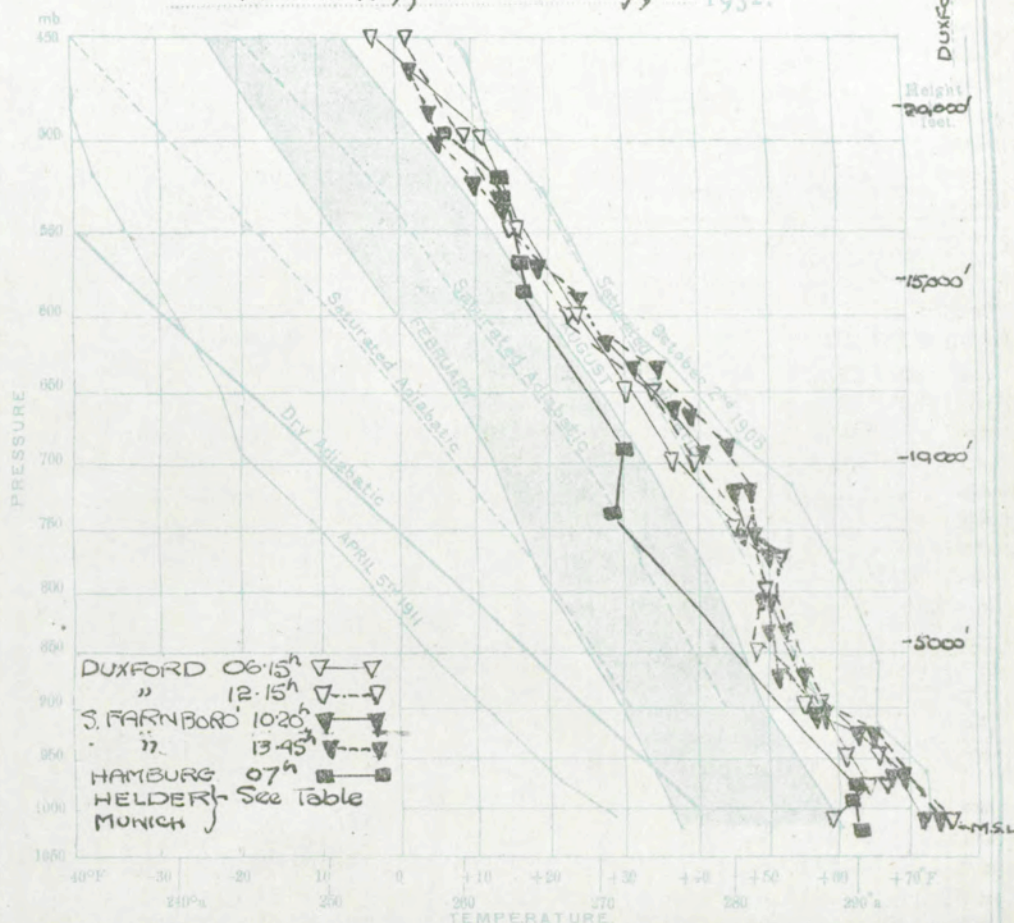 1932.
mb
DUXFO
450
Height
feet.
-20,000'
500
550
-15,000'
600
650
-10,000'
700
750
800
-5000'
850
900
950
1000
M.S.L
1050
PRESSURE
Saturated Adiabatic
FEBRUARY
Saturated Adiabatic
AUGUST
Saturated
October 2nd 1908
Dry Adiabatic
APRIL 5TH 1911
DUXFORD 06·15h
" 12·15h
S. FARNBORO' 10·20h
" 13·45h
HAMBURG 07h
HELDER } See Table
MUNICH
-40°F -30 -20 10 0 +10 +20 +30 +40 +50 +60 +70°F
240°a 250 260 270 280 290°a
TEMPERATURE